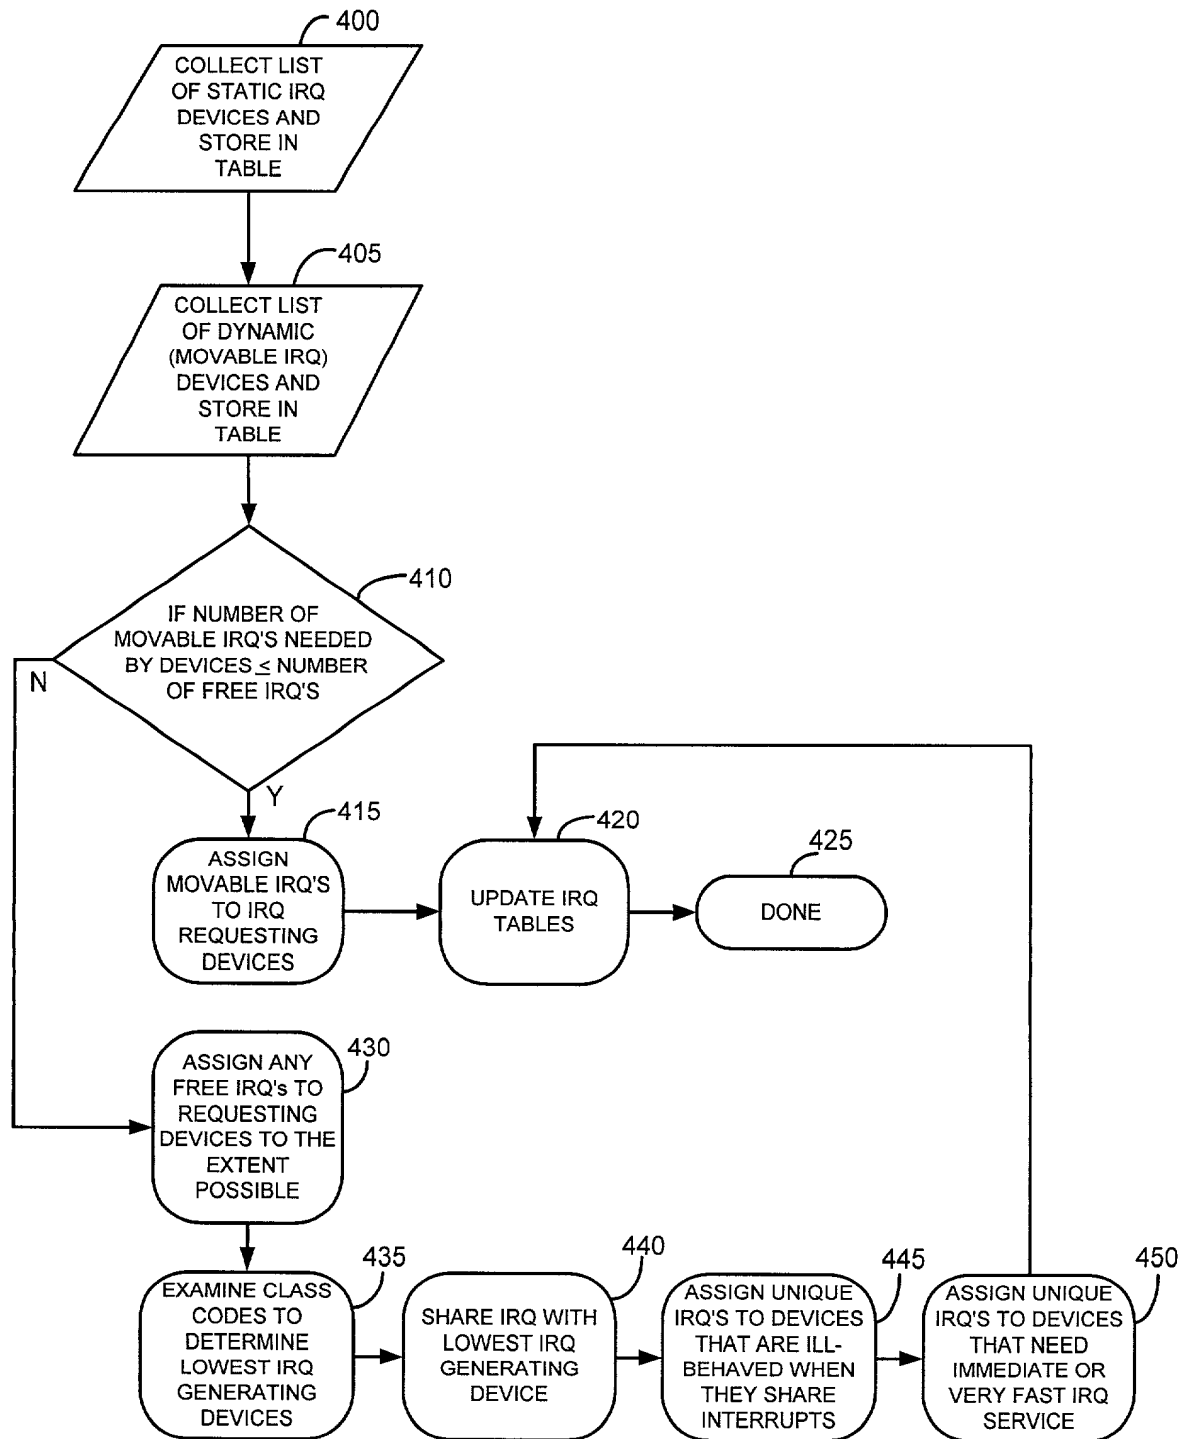 400
COLLECT LIST
OF STATIC IRQ
DEVICES AND
STORE IN
TABLE
405
COLLECT LIST
OF DYNAMIC
(MOVABLE IRQ)
DEVICES AND
STORE IN
TABLE
410
IF NUMBER OF
MOVABLE IRQ'S NEEDED
BY DEVICES ≤ NUMBER
OF FREE IRQ'S
N
Y
415
ASSIGN
MOVABLE IRQ'S
TO IRQ
REQUESTING
DEVICES
420
UPDATE IRQ
TABLES
425
DONE
430
ASSIGN ANY
FREE IRQ's TO
REQUESTING
DEVICES TO THE
EXTENT
POSSIBLE
435
EXAMINE CLASS
CODES TO
DETERMINE
LOWEST IRQ
GENERATING
DEVICES
440
SHARE IRQ WITH
LOWEST IRQ
GENERATING
DEVICE
445
ASSIGN UNIQUE
IRQ'S TO DEVICES
THAT ARE ILL-
BEHAVED WHEN
THEY SHARE
INTERRUPTS
450
ASSIGN UNIQUE
IRQ'S TO DEVICES
THAT NEED
IMMEDIATE OR
VERY FAST IRQ
SERVICE